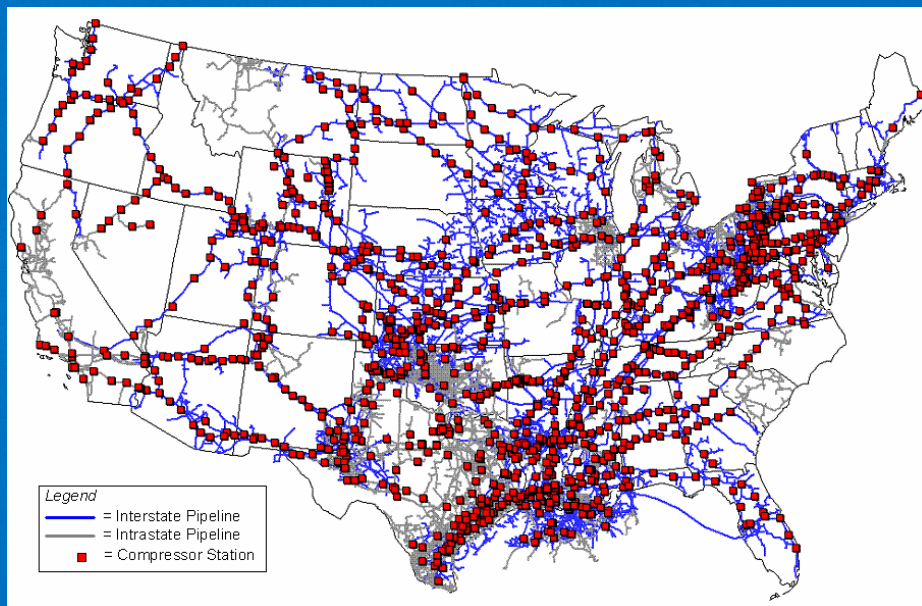 Legend
= Interstate Pipeline
= Intrastate Pipeline
= Compressor Station